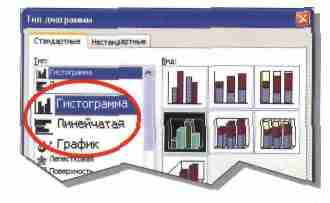 Тип диаграммы
Стандартные Нестандартные
Тип: Вид:
Гистограмма
Гистограмма
Линейчатая
График
Лепестковая
Поверхность